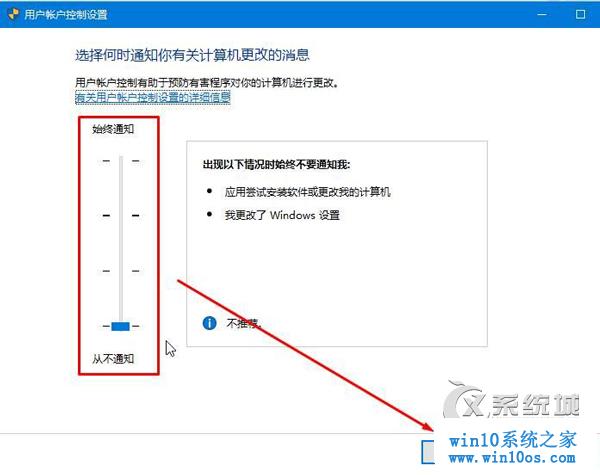 用户帐户控制设置
选择何时通知你有关计算机更改的消息
用户帐户控制有助于预防有害程序对你的计算机进行更改。
有关用户帐户控制设置的详细信息
始终通知
出现以下情况时始终不要通知我:
● 应用尝试安装软件或更改我的计算机
● 我更改了 Windows 设置
不推荐。
从不通知
系统城
win10系统之家
www.win10os.com